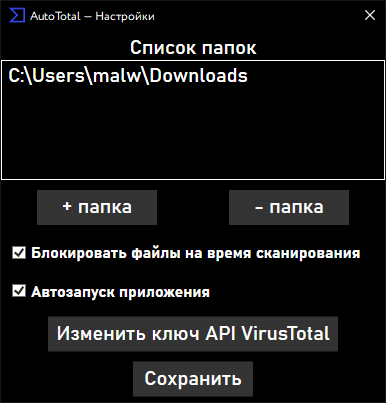 AutoTotal — Настройки
Список папок
C:\Users\malw\Downloads
+ папка
- папка
Блокировать файлы на время сканирования
Автозапуск приложения
Изменить ключ API VirusTotal
Сохранить